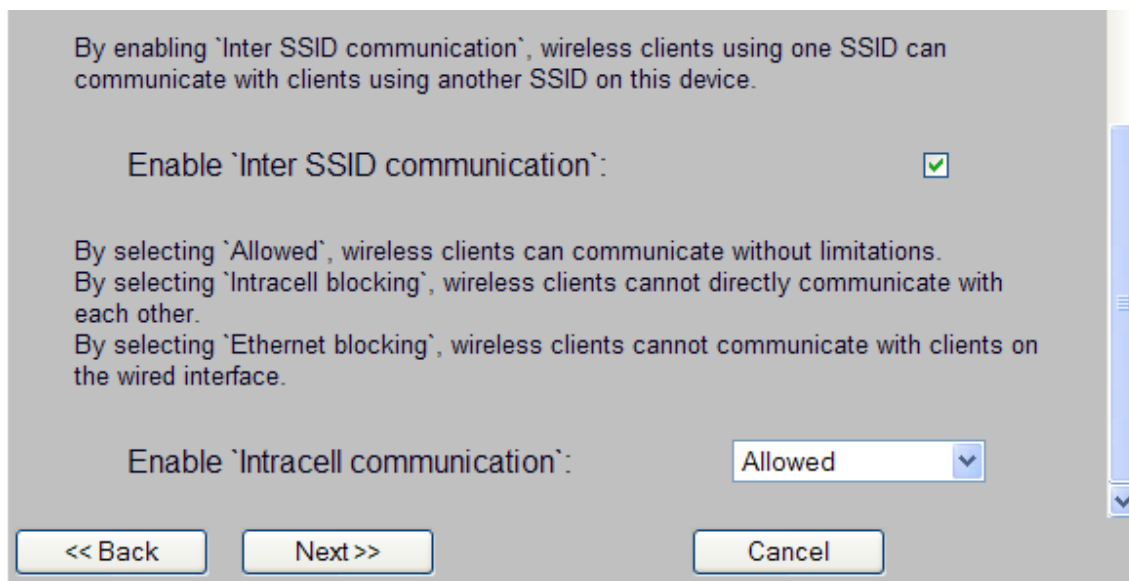 By enabling `Inter SSID communication`, wireless clients using one SSID can
communicate with clients using another SSID on this device.
Enable `Inter SSID communication`:
By selecting `Allowed`, wireless clients can communicate without limitations.
By selecting `Intracell blocking`, wireless clients cannot directly communicate with
each other.
By selecting `Ethernet blocking`, wireless clients cannot communicate with clients on
the wired interface.
Enable `Intracell communication`: Allowed
<< Back Next >> Cancel